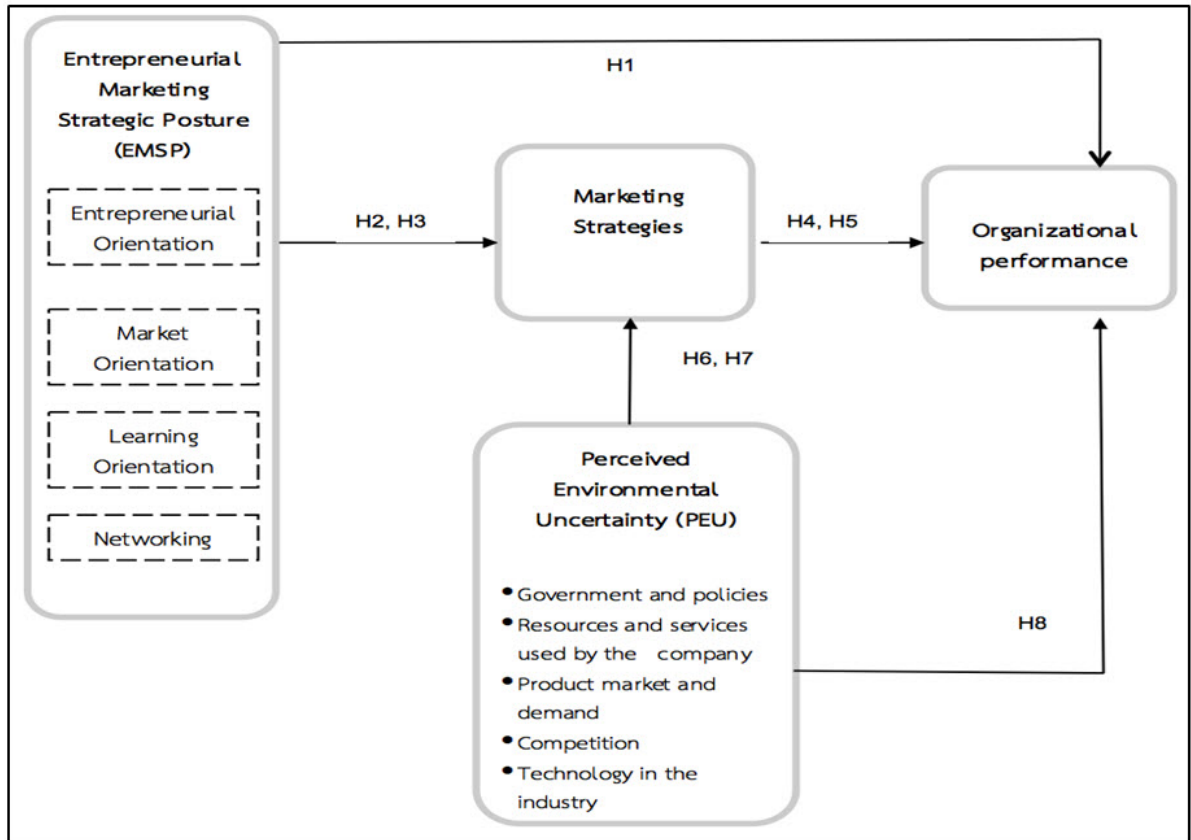 Entrepreneurial
Marketing
Strategic Posture
(EMSP)
Entrepreneurial
Orientation
Market
Orientation
Learning
Orientation
Networking
H1
H2, H3
Marketing
Strategies
H4, H5
Organizational
performance
H6, H7
Perceived
Environmental
Uncertainty (PEU)
• Government and policies
• Resources and services
used by the company
• Product market and
demand
• Competition
• Technology in the
industry
H8